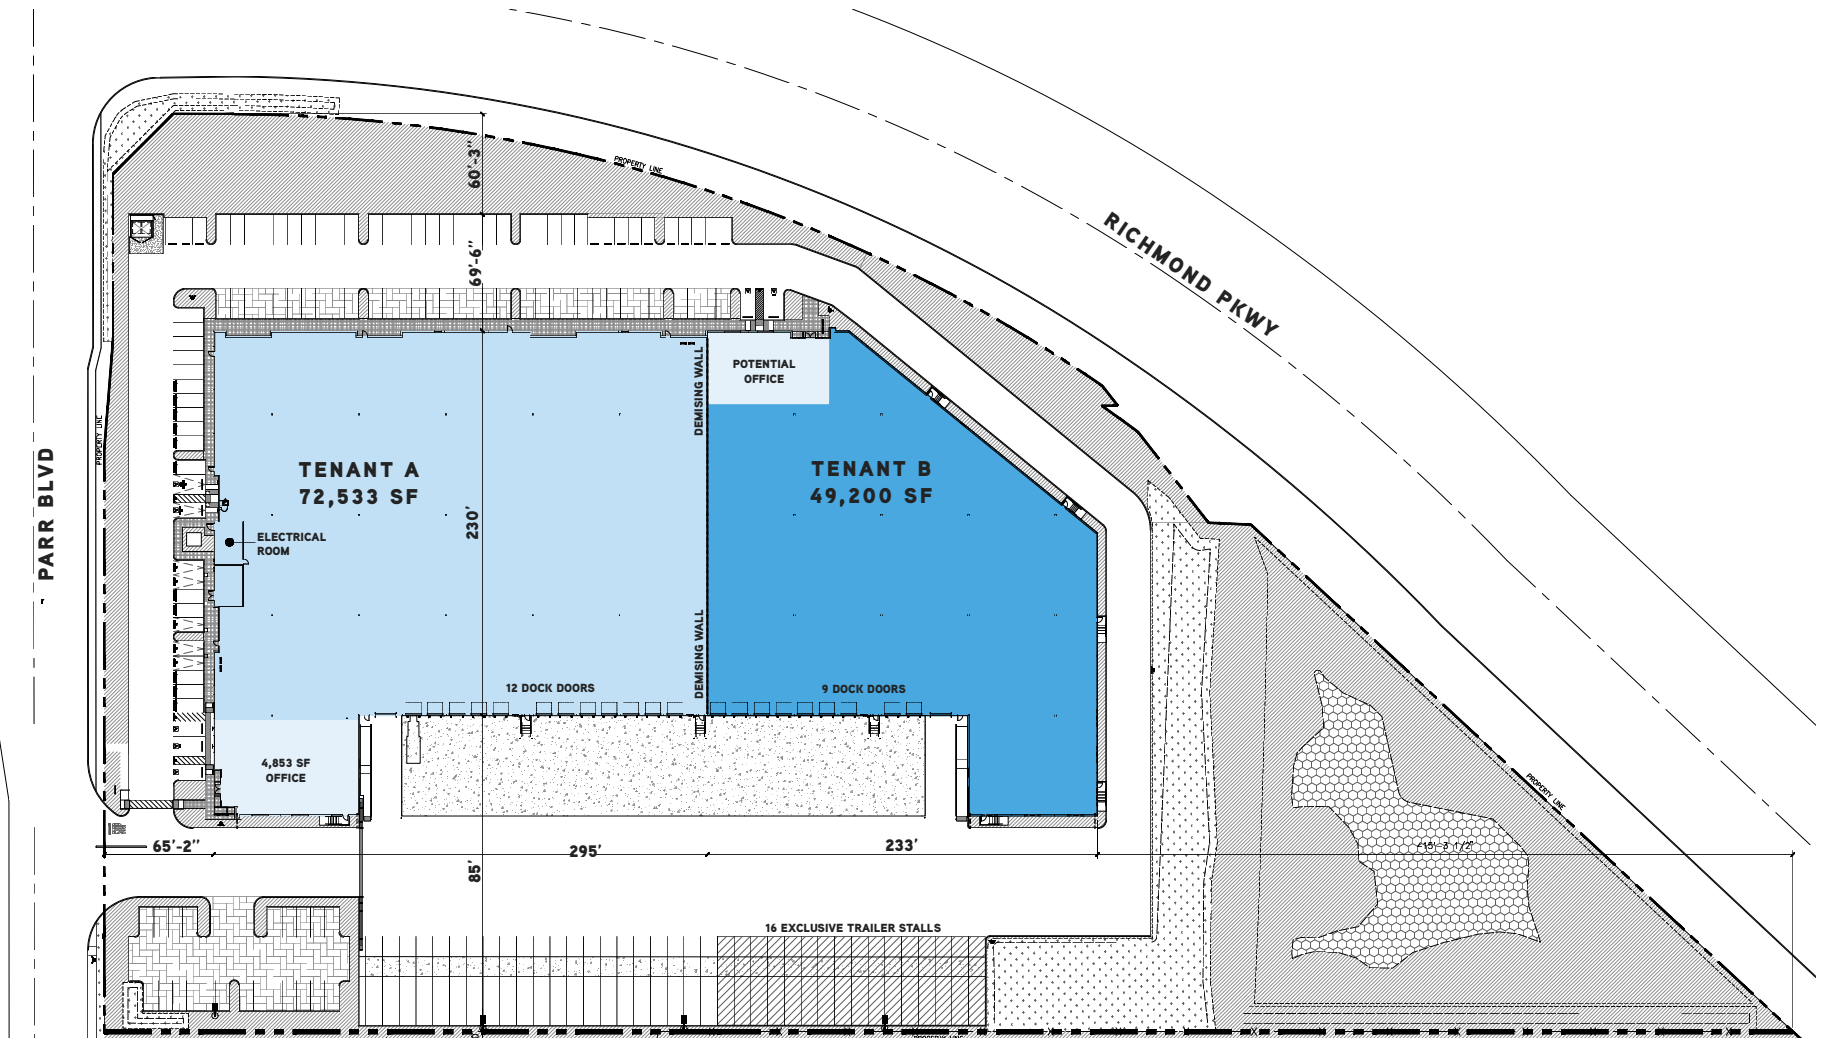 PROPERTY LINE
60'-3"
RICHMOND PKWY
69'-6"
DEMISING WALL
POTENTIAL
OFFICE
PROPERTY LINE
PARR BLVD
TENANT A
72,533 SF
TENANT B
49,200 SF
230'
ELECTRICAL
ROOM
DEMISING WALL
12 DOCK DOORS
9 DOCK DOORS
4,853 SF
OFFICE
PROPERTY LINE
65'-2"
295'
233'
85'
16 EXCLUSIVE TRAILER STALLS
PROPERTY LINE